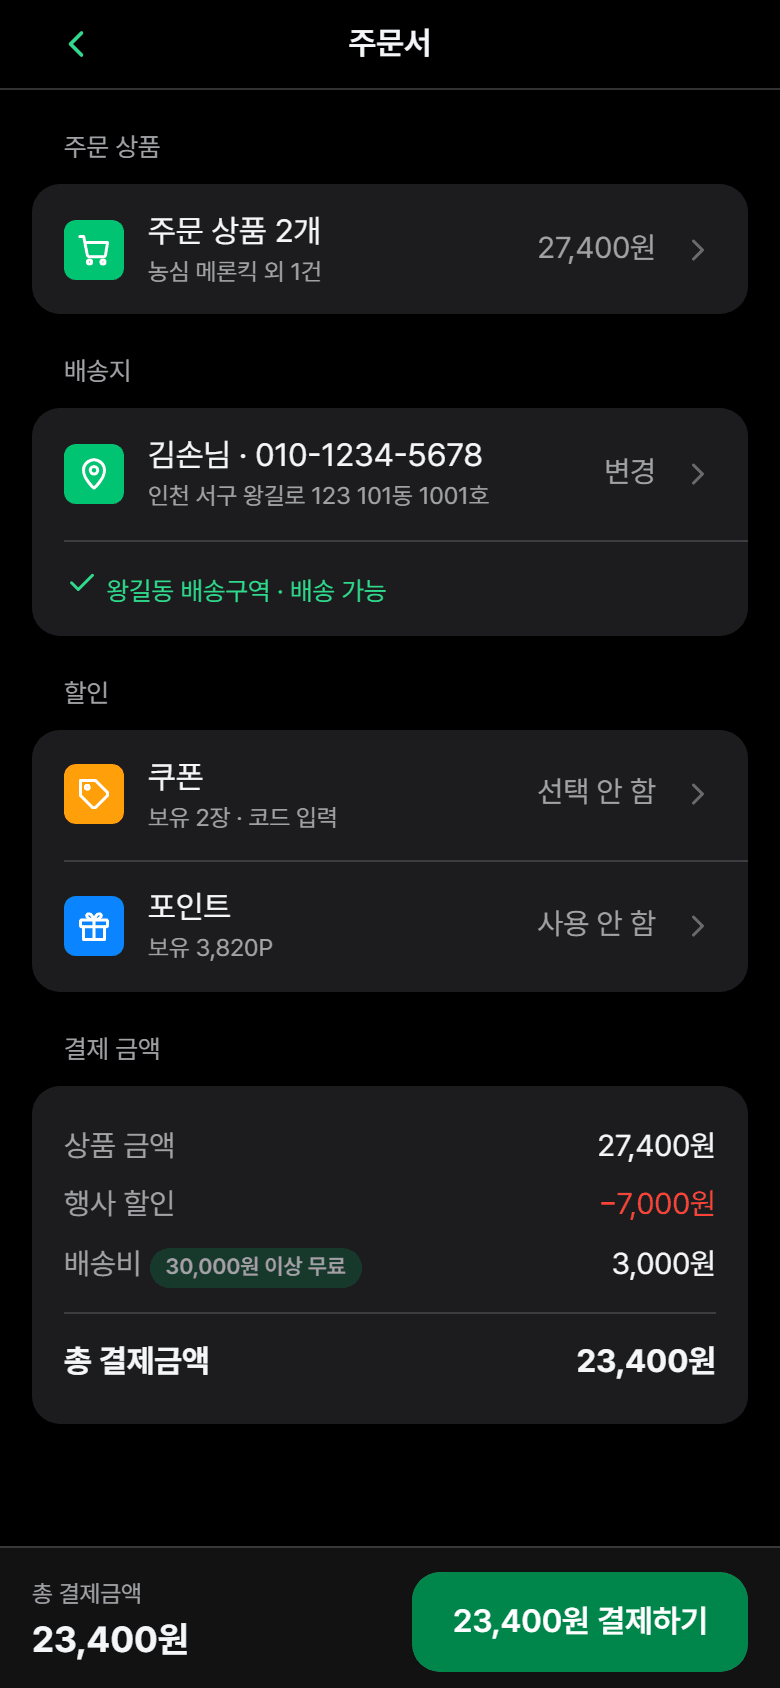 주문서
주문 상품
주문 상품 2개
농심 메론킥 외 1건
27,400원
배송지
김손님 · 010-1234-5678
인천 서구 왕길로 123 101동 1001호
변경
왕길동 배송구역 · 배송 가능
할인
쿠폰
보유 2장 · 코드 입력
선택 안 함
포인트
보유 3,820P
사용 안 함
결제 금액
상품 금액 27,400원
행사 할인 −7,000원
배송비 30,000원 이상 무료 3,000원
총 결제금액 23,400원
총 결제금액
23,400원
23,400원 결제하기